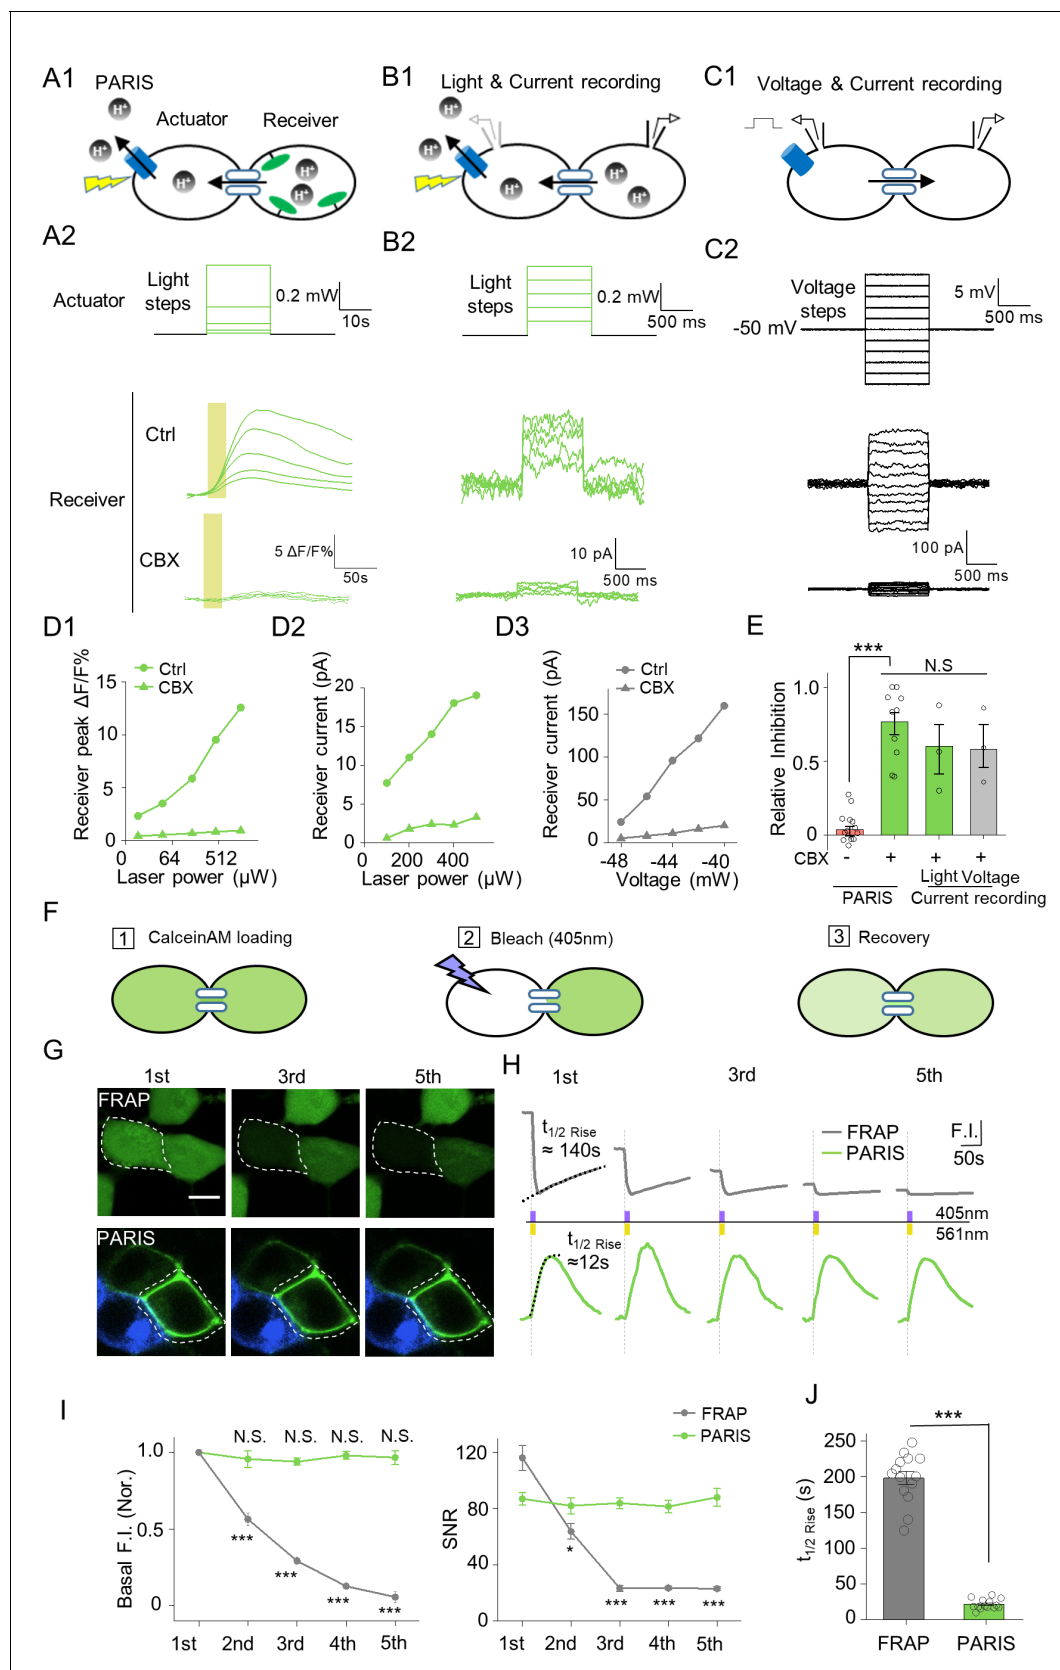 A1
PARIS
Actuator
Receiver
H+
H+
H+
H+
H+
H+
B1
Light & Current recording
H+
H+
H+
H+
H+
C1
Voltage & Current recording
A2
Actuator
Light
steps
0.2 mW
10s
B2
Light
steps
0.2 mW
500 ms
C2
Voltage
steps
-50 mV
5 mV
500 ms
Receiver
Ctrl
CBX
5 ΔF/F%
50s
10 pA
500 ms
100 pA
500 ms
D1
Receiver peak ΔF/F%
Ctrl
CBX
15
10
5
0
0
64
512
Laser power (µW)
D2
Receiver current (pA)
20
15
10
5
0
0
200
400
Laser power (µW)
D3
Receiver current (pA)
Ctrl
CBX
150
100
50
0
-48
-44
-40
Voltage (mW)
E
Relative Inhibition
***
N.S
1.0
0.5
0
CBX
-
+
+
+
Light
Voltage
PARIS
Current recording
F
1 CalceinAM loading
2 Bleach (405nm)
3 Recovery
G
1st
3rd
5th
FRAP
PARIS
H
1st
3rd
5th
t1/2 Rise
≈ 140s
FRAP
PARIS
F.I.
50s
405nm
561nm
t1/2 Rise
≈12s
I
FRAP
PARIS
Basal F.I. (Nor.)
1.0
0.5
0
N.S.
N.S.
N.S.
N.S.
***
***
***
***
1st
2nd
3rd
4th
5th
SNR
120
80
40
0
*
***
***
***
1st
2nd
3rd
4th
5th
J
***
t1/2 Rise (s)
250
200
150
100
50
0
FRAP
PARIS